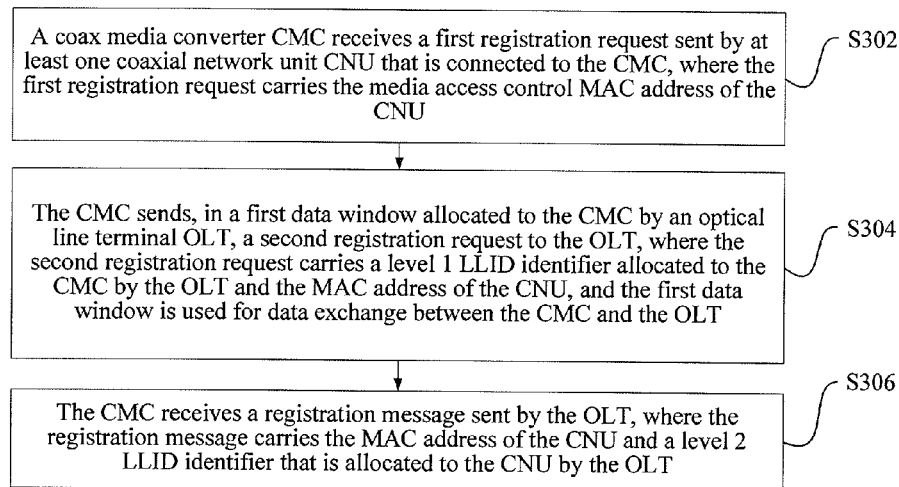 A coax media converter CMC receives a first registration request sent by at
least one coaxial network unit CNU that is connected to the CMC, where the
first registration request carries the media access control MAC address of the
CNU
S302
The CMC sends, in a first data window allocated to the CMC by an optical
line terminal OLT, a second registration request to the OLT, where the
second registration request carries a level 1 LLID identifier allocated to the
CMC by the OLT and the MAC address of the CNU, and the first data
window is used for data exchange between the CMC and the OLT
S304
The CMC receives a registration message sent by the OLT, where the
registration message carries the MAC address of the CNU and a level 2
LLID identifier that is allocated to the CNU by the OLT
S306